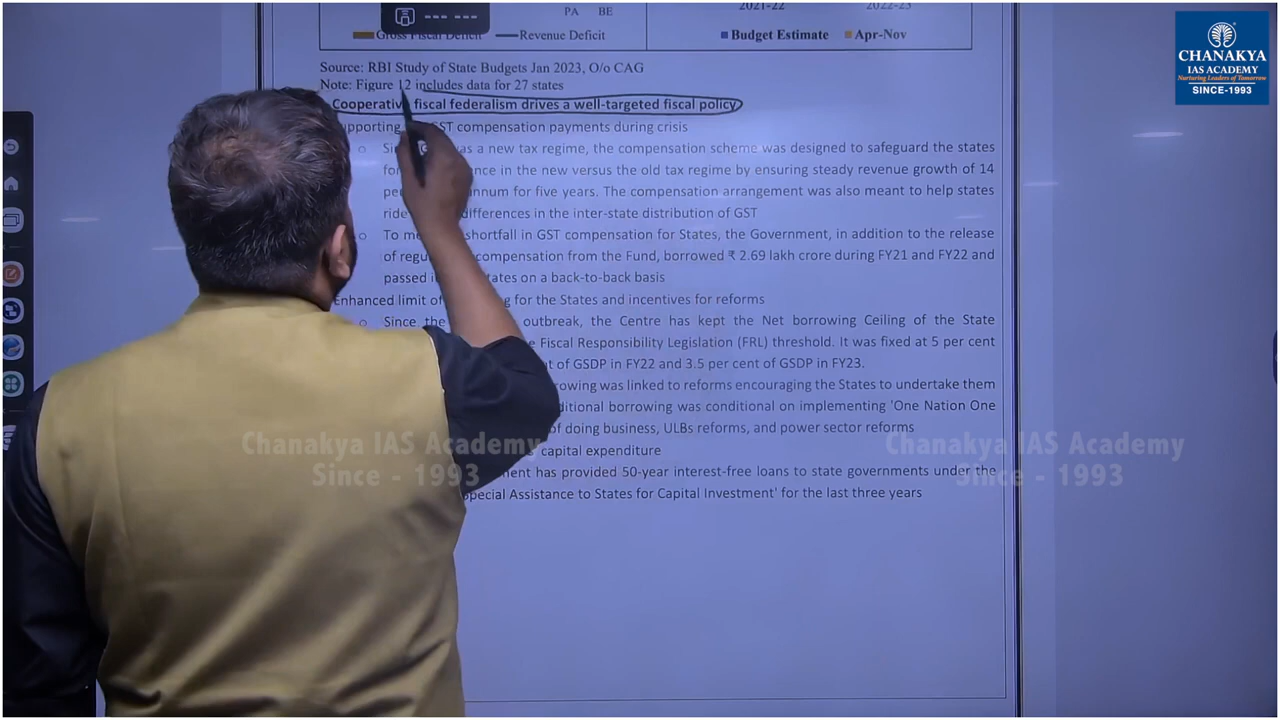 2021-22 2022-23
PA BE
Gross Fiscal Deficit Revenue Deficit Budget Estimate Apr-Nov
Source: RBI Study of State Budgets Jan 2023, O/o CAG
Note: Figure 12 includes data for 27 states
Cooperative fiscal federalism drives a well-targeted fiscal policy
GST compensation payments during crisis
o as a new tax regime, the compensation scheme was designed to safeguard the states
in the new versus the old tax regime by ensuring steady revenue growth of 14
annum for five years. The compensation arrangement was also meant to help states
ride differences in the inter-state distribution of GST
o To shortfall in GST compensation for States, the Government, in addition to the release
of compensation from the Fund, borrowed ₹ 2.69 lakh crore during FY21 and FY22 and
passed on a back-to-back basis
Enhanced limit of for the States and incentives for reforms
o Since the outbreak, the Centre has kept the Net borrowing Ceiling of the State
Fiscal Responsibility Legislation (FRL) threshold. It was fixed at 5 per cent
of GSDP in FY22 and 3.5 per cent of GSDP in FY23.
was linked to reforms encouraging the States to undertake them
borrowing was conditional on implementing 'One Nation One
of doing business, ULBs reforms, and power sector reforms
capital expenditure
has provided 50-year interest-free loans to state governments under the
Special Assistance to States for Capital Investment' for the last three years
CHANAKYA
IAS ACADEMY
Nurturing Leaders of Tomorrow
SINCE-1993
Chanakya IAS Academy
Since - 1993
Chanakya IAS Academy
Since - 1993